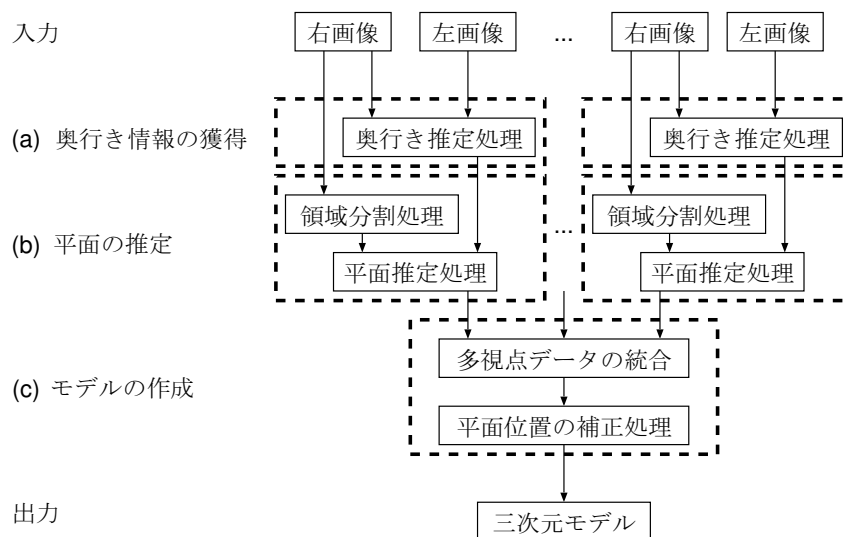 入力
右画像 左画像 ... 右画像 左画像
(a) 奥行き情報の獲得
奥行き推定処理 奥行き推定処理
領域分割処理 ... 領域分割処理
(b) 平面の推定
平面推定処理 平面推定処理
多視点データの統合
(c) モデルの作成
平面位置の補正処理
出力
三次元モデル